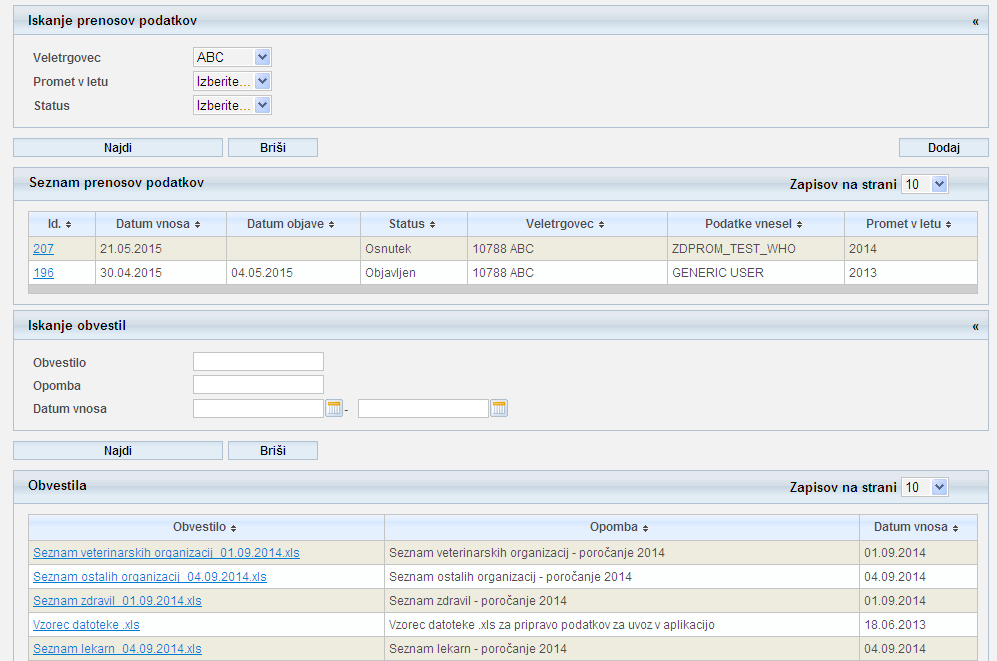 Iskanje prenosov podatkov «
Veletrgovec ABC
Promet v letu Izberite...
Status Izberite...
Najdi Briši Dodaj
Seznam prenosov podatkov Zapisov na strani 10
Id. Datum vnosa Datum objave Status Veletrgovec Podatke vnesel Promet v letu
207 21.05.2015 Osnutek 10788 ABC ZDPROM_TEST_WHO 2014
196 30.04.2015 04.05.2015 Objavljen 10788 ABC GENERIC USER 2013
Iskanje obvestil «
Obvestilo
Opomba
Datum vnosa -
Najdi Briši
Obvestila Zapisov na strani 10
Obvestilo Opomba Datum vnosa
Seznam veterinarskih organizacij_01.09.2014.xls Seznam veterinarskih organizacij - poročanje 2014 01.09.2014
Seznam ostalih organizacij_04.09.2014.xls Seznam ostalih organizacij - poročanje 2014 04.09.2014
Seznam zdravil_01.09.2014.xls Seznam zdravil - poročanje 2014 01.09.2014
Vzorec datoteke .xls Vzorec datoteke .xls za pripravo podatkov za uvoz v aplikacijo 18.06.2013
Seznam lekarn_04.09.2014.xls Seznam lekarn - poročanje 2014 04.09.2014